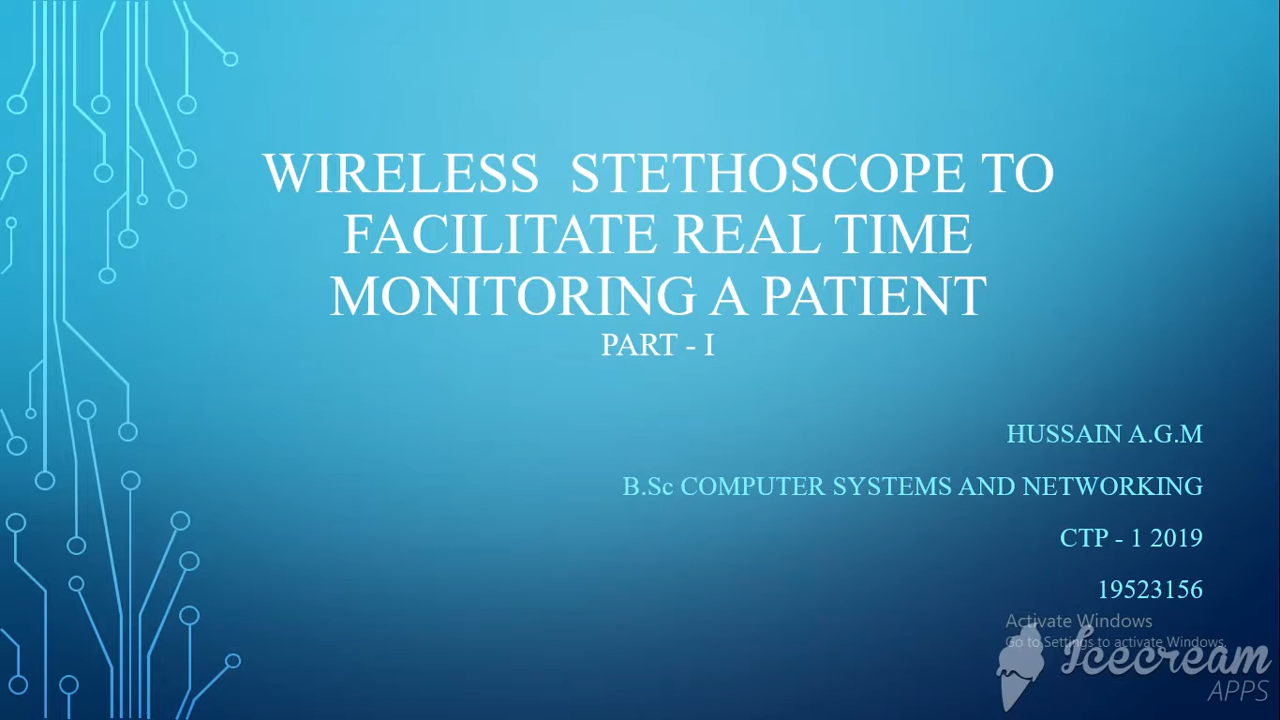 WIRELESS  STETHOSCOPE TO
FACILITATE REAL TIME
MONITORING A PATIENT
PART - I
HUSSAIN A.G.M
B.Sc COMPUTER SYSTEMS AND NETWORKING
CTP - 1 2019
19523156
Activate Windows
Go to Settings to activate Windows.
Icecream
APPS